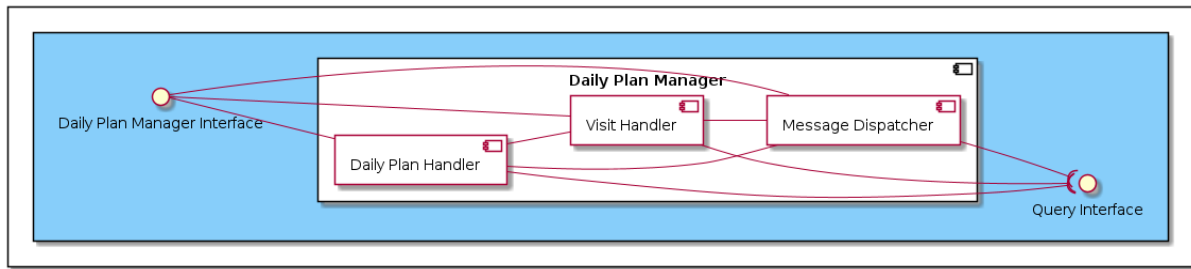 Daily Plan Manager
Daily Plan Manager Interface
Visit Handler
Message Dispatcher
Daily Plan Handler
Query Interface